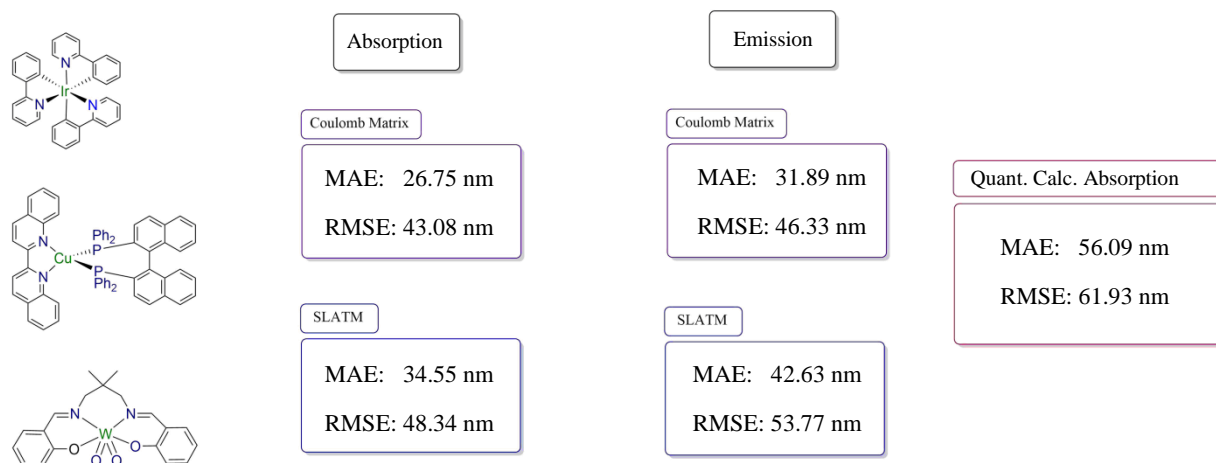 Absorption
Emission
Coulomb Matrix
MAE: 26.75 nm
RMSE: 43.08 nm
Coulomb Matrix
MAE: 31.89 nm
RMSE: 46.33 nm
Quant. Calc. Absorption
MAE: 56.09 nm
RMSE: 61.93 nm
SLATM
MAE: 34.55 nm
RMSE: 48.34 nm
SLATM
MAE: 42.63 nm
RMSE: 53.77 nm
N
Ir
N
N
N
Cu
N
Ph2
P
P
Ph2
N
N
W
O
O
O
O